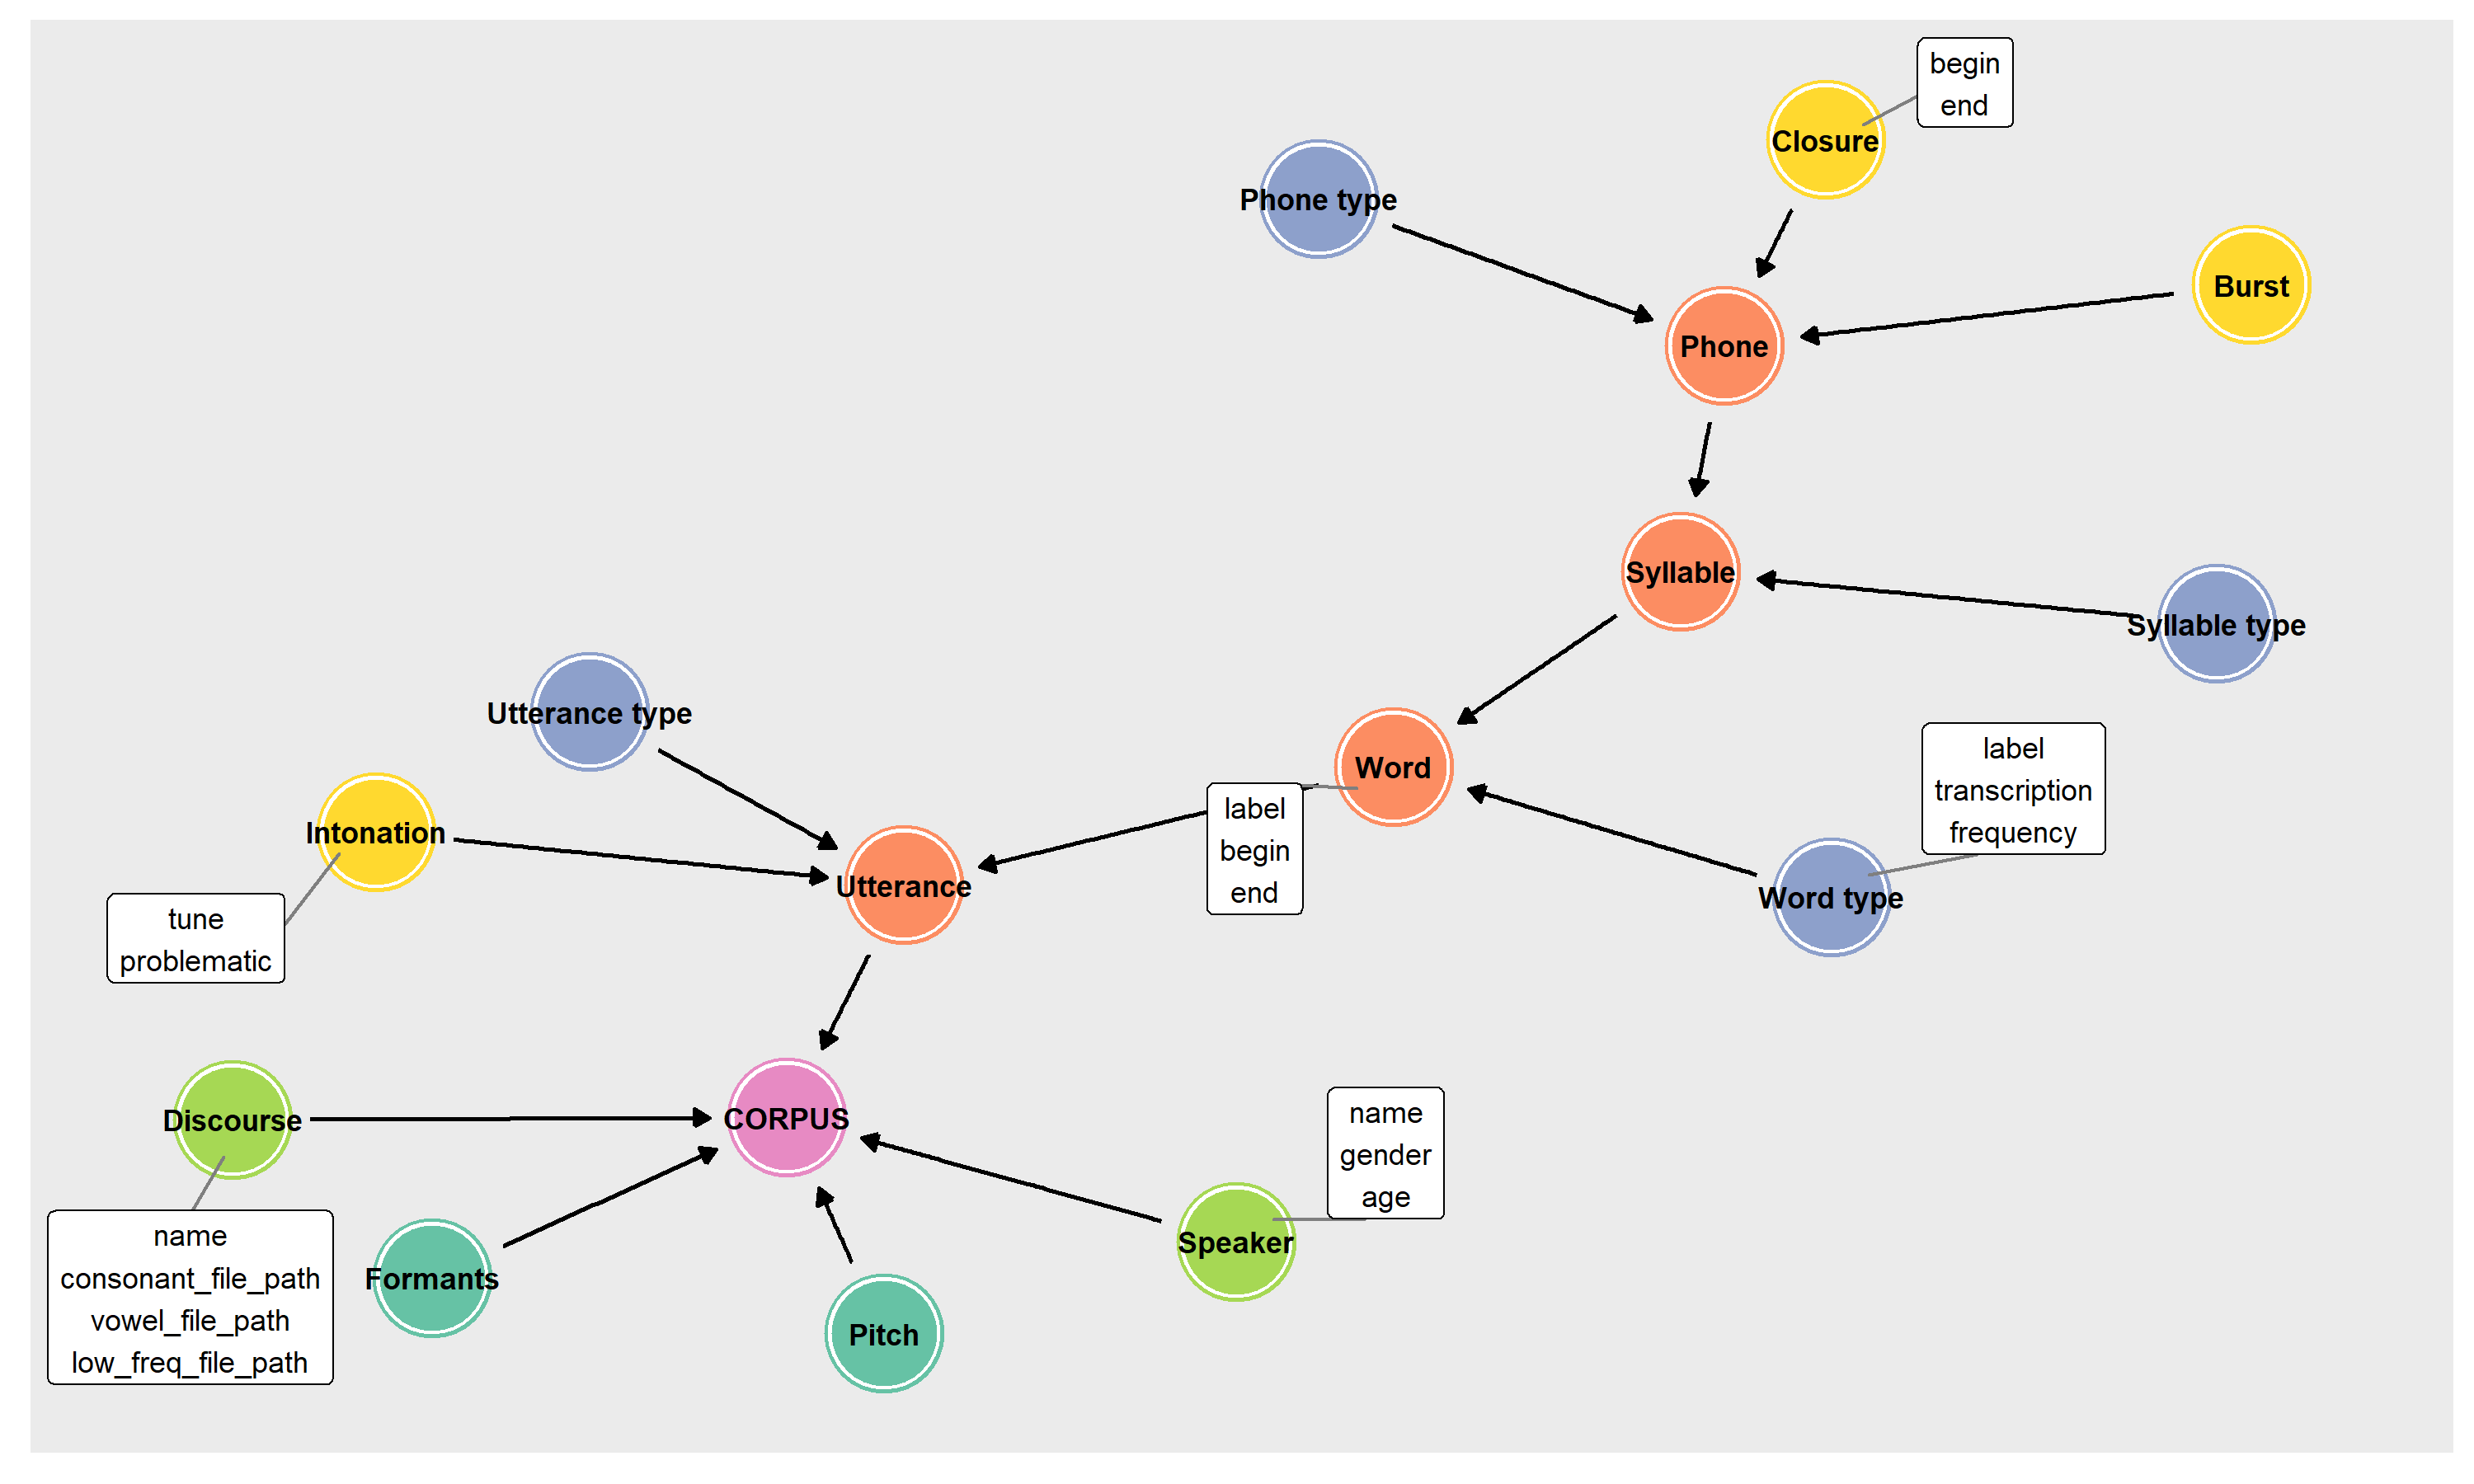 begin
end
Closure
Phone type
Burst
Phone
Syllable
Syllable type
Utterance type
label
transcription
frequency
Word
label
begin
end
Intonation
Utterance
Word type
tune
problematic
Discourse
CORPUS
name
gender
age
name
consonant_file_path
vowel_file_path
low_freq_file_path
Formants
Speaker
Pitch